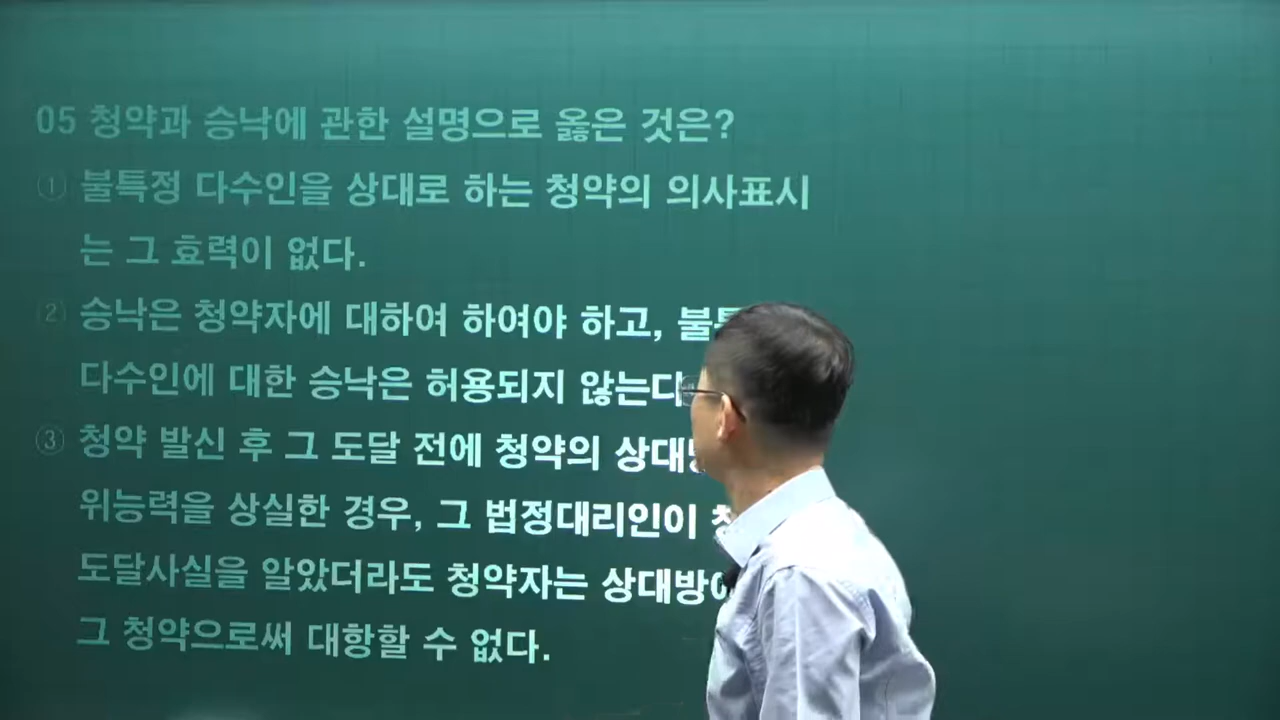 05 청약과 승낙에 관한 설명으로 옳은 것은?
① 불특정 다수인을 상대로 하는 청약의 의사표시
는 그 효력이 없다.
② 승낙은 청약자에 대하여 하여야 하고,
다수인에 대한 승낙은 허용되지 않는다
③ 청약 발신 후 그 도달 전에 청약의
위능력을 상실한 경우, 그 법정대리인이
도달사실을 알았더라도 청약자는
그 청약으로써 대항할 수 없다.